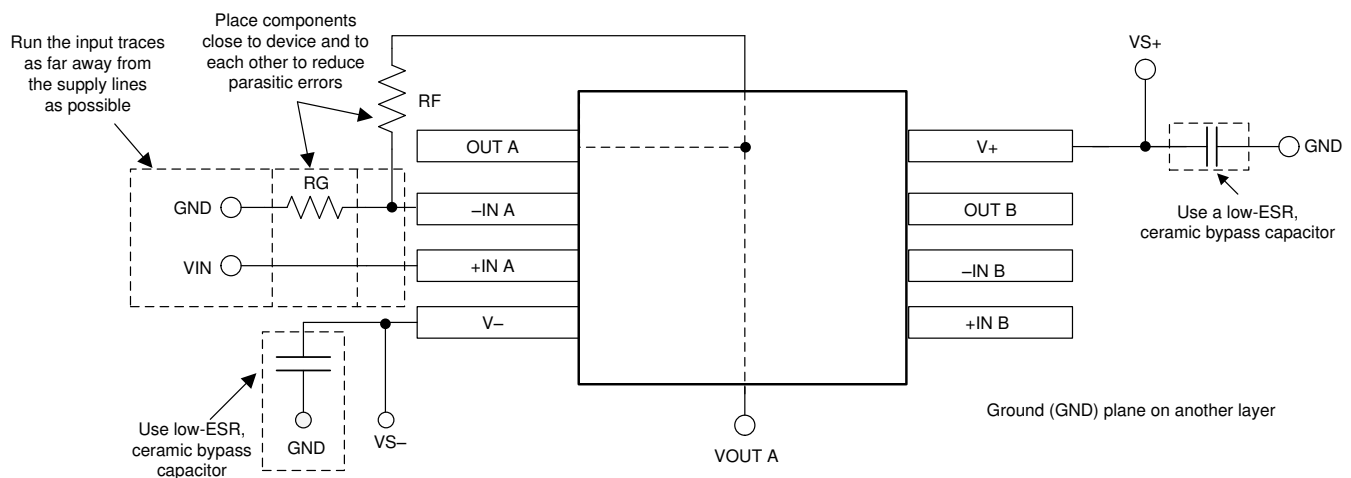 Place components
close to device and to
each other to reduce
parasitic errors
Run the input traces
as far away from
the supply lines
as possible
VS+
RF
OUT A
V+
GND
RG
GND
–IN A
OUT B
Use a low-ESR,
ceramic bypass capacitor
VIN
+IN A
–IN B
V–
+IN B
Use low-ESR,
ceramic bypass
capacitor
GND
VS–
VOUT A
Ground (GND) plane on another layer